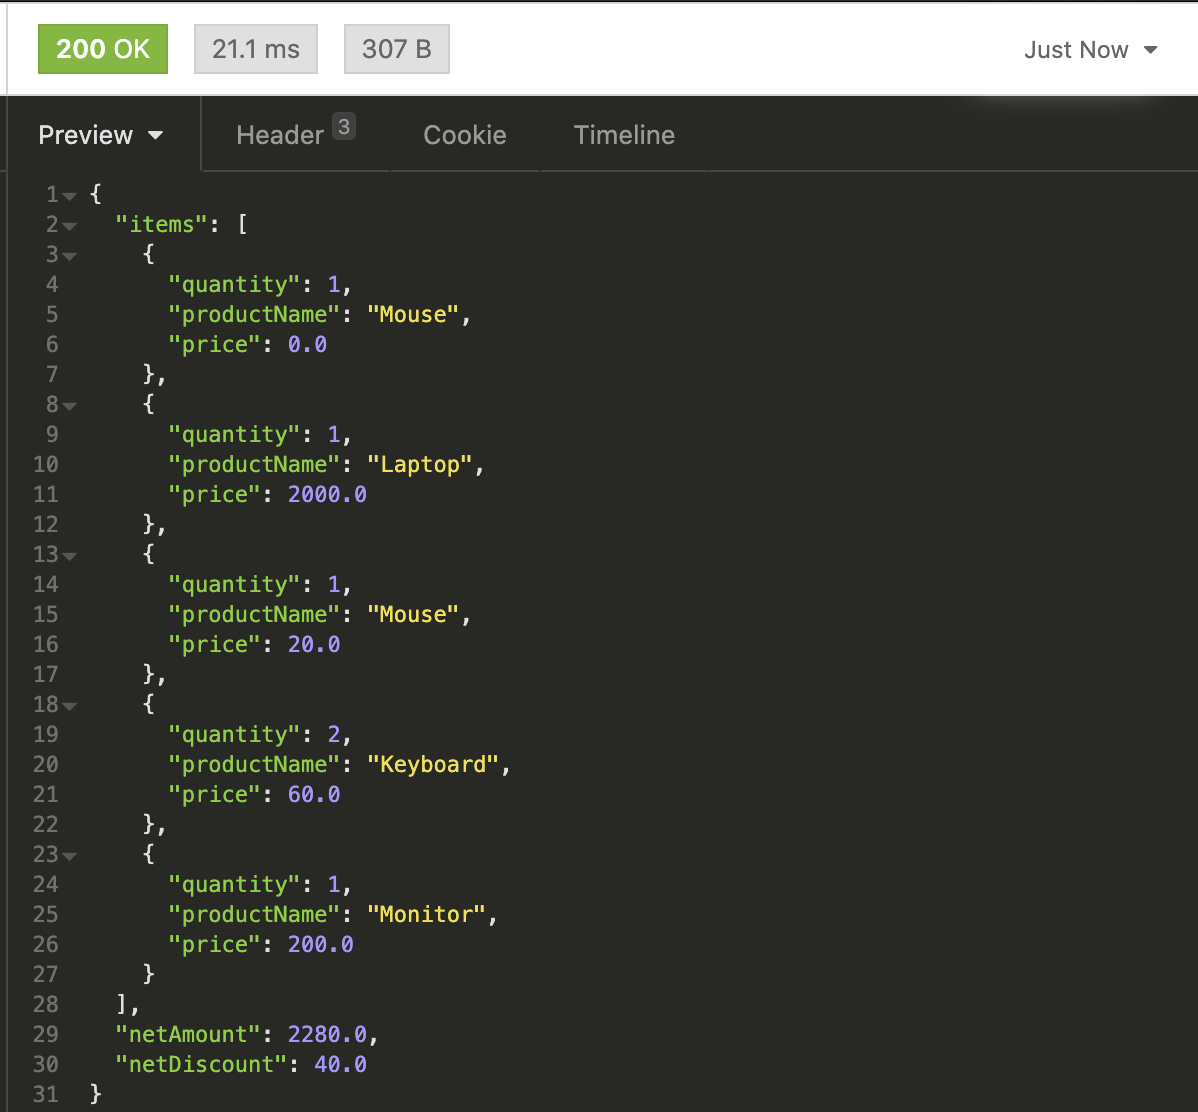 200 OK 21.1 ms 307 B Just Now
Preview Header 3 Cookie Timeline
1 {
2 "items": [
3 {
4 "quantity": 1,
5 "productName": "Mouse",
6 "price": 0.0
7 },
8 {
9 "quantity": 1,
10 "productName": "Laptop",
11 "price": 2000.0
12 },
13 {
14 "quantity": 1,
15 "productName": "Mouse",
16 "price": 20.0
17 },
18 {
19 "quantity": 2,
20 "productName": "Keyboard",
21 "price": 60.0
22 },
23 {
24 "quantity": 1,
25 "productName": "Monitor",
26 "price": 200.0
27 }
28 ],
29 "netAmount": 2280.0,
30 "netDiscount": 40.0
31 }